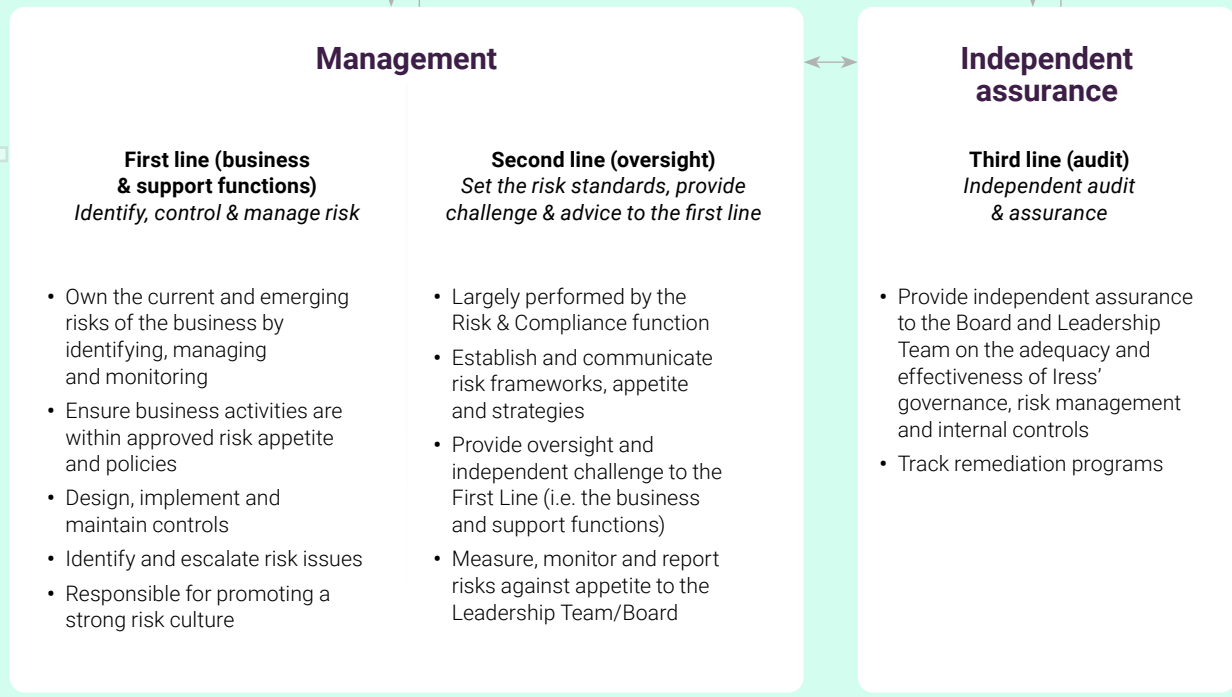 Management
First line (business
& support functions)
Identify, control & manage risk
• Own the current and emerging
risks of the business by
identifying, managing
and monitoring
• Ensure business activities are
within approved risk appetite
and policies
• Design, implement and
maintain controls
• Identify and escalate risk issues
• Responsible for promoting a
strong risk culture
Second line (oversight)
Set the risk standards, provide
challenge & advice to the first line
• Largely performed by the
Risk & Compliance function
• Establish and communicate
risk frameworks, appetite
and strategies
• Provide oversight and
independent challenge to the
First Line (i.e. the business
and support functions)
• Measure, monitor and report
risks against appetite to the
Leadership Team/Board
Independent
assurance
Third line (audit)
Independent audit
& assurance
• Provide independent assurance
to the Board and Leadership
Team on the adequacy and
effectiveness of Iress’
governance, risk management
and internal controls
• Track remediation programs